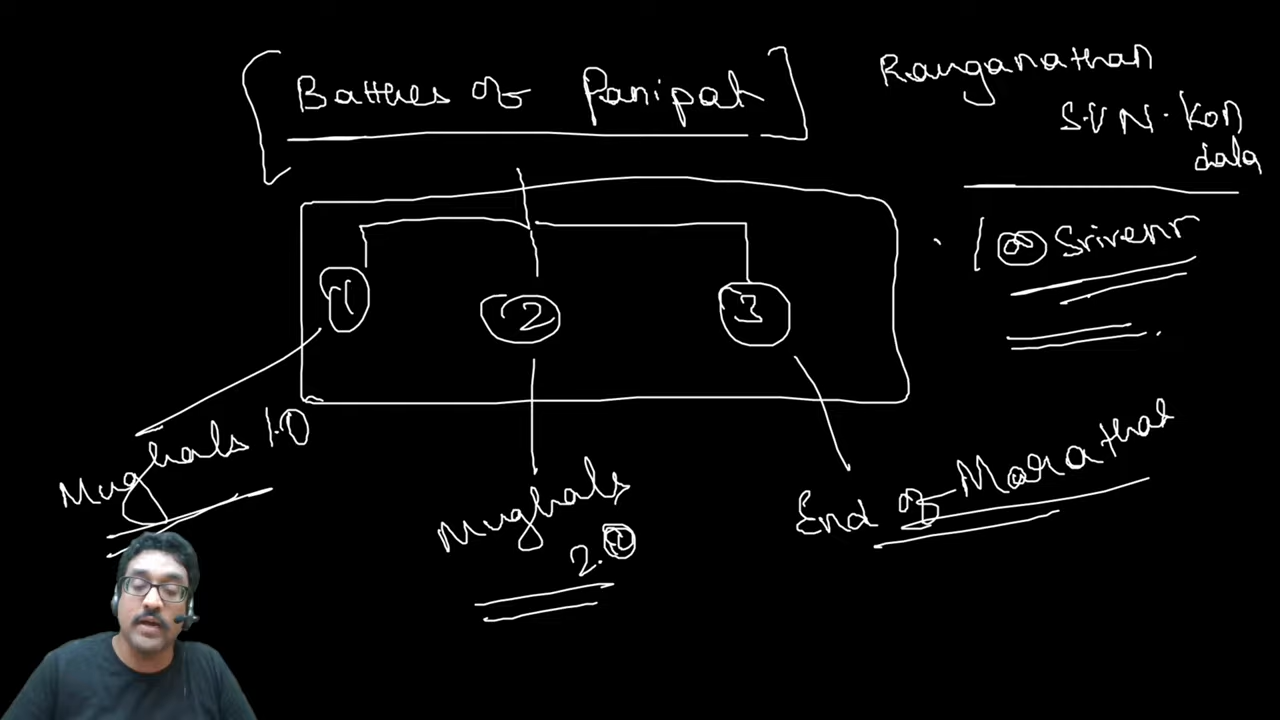 Battles of Panipat
Ranganathan
S.V.N. Kon
dala
@ Srivenr
1
2
3
Mughals 1.0
Mughals
2.0
End of Marathas